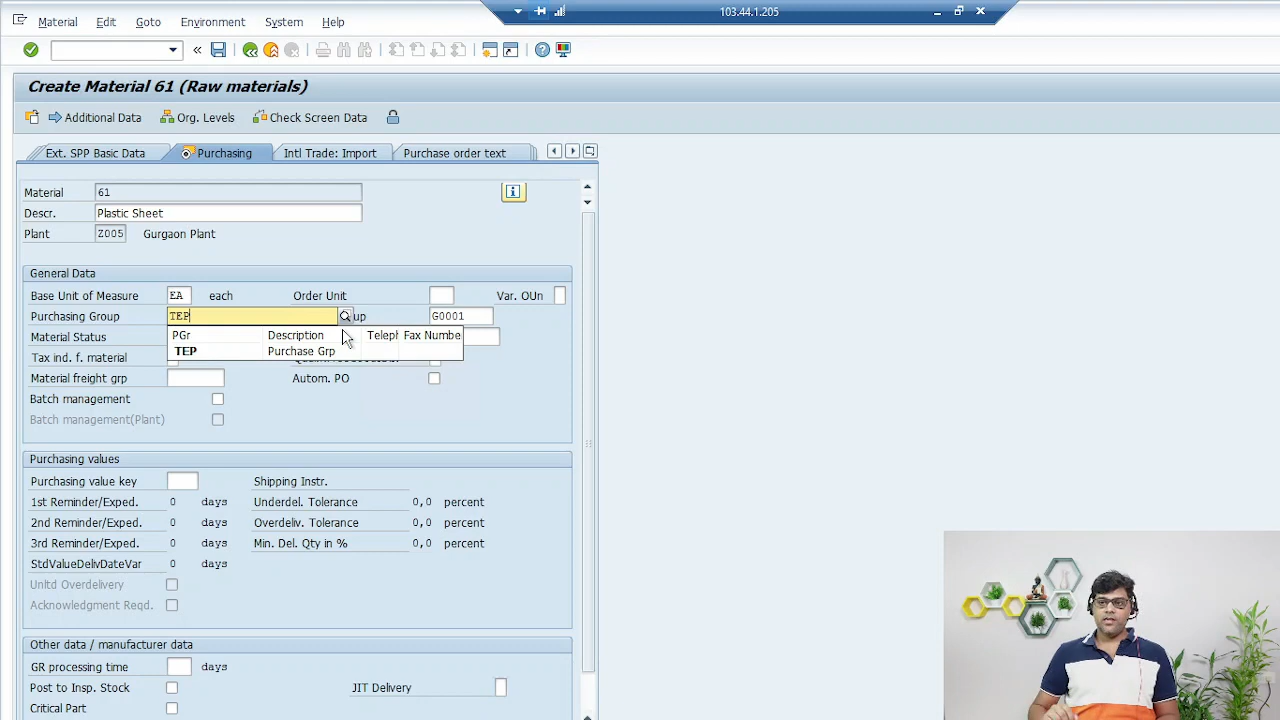 103.44.1.205
Material Edit Goto Environment System Help
Create Material 61 (Raw materials)
Additional Data Org. Levels Check Screen Data
Ext. SPP Basic Data Purchasing Intl Trade: Import Purchase order text
Material 61
Descr. Plastic Sheet
Plant Z005 Gurgaon Plant
General Data
Base Unit of Measure EA each Order Unit Var. OUn
Purchasing Group TEP up G0001
Material Status PGr Description Teleph Fax Numbe
TEP Purchase Grp
Tax ind. f. material
Material freight grp Autom. PO
Batch management
Batch management(Plant)
Purchasing values
Purchasing value key Shipping Instr.
1st Reminder/Exped. 0 days Underdel. Tolerance 0,0 percent
2nd Reminder/Exped. 0 days Overdeliv. Tolerance 0,0 percent
3rd Reminder/Exped. 0 days Min. Del. Qty in % 0,0 percent
StdValueDelivDateVar 0 days
Unltd Overdelivery
Acknowledgment Reqd.
Other data / manufacturer data
GR processing time days
Post to Insp. Stock JIT Delivery
Critical Part